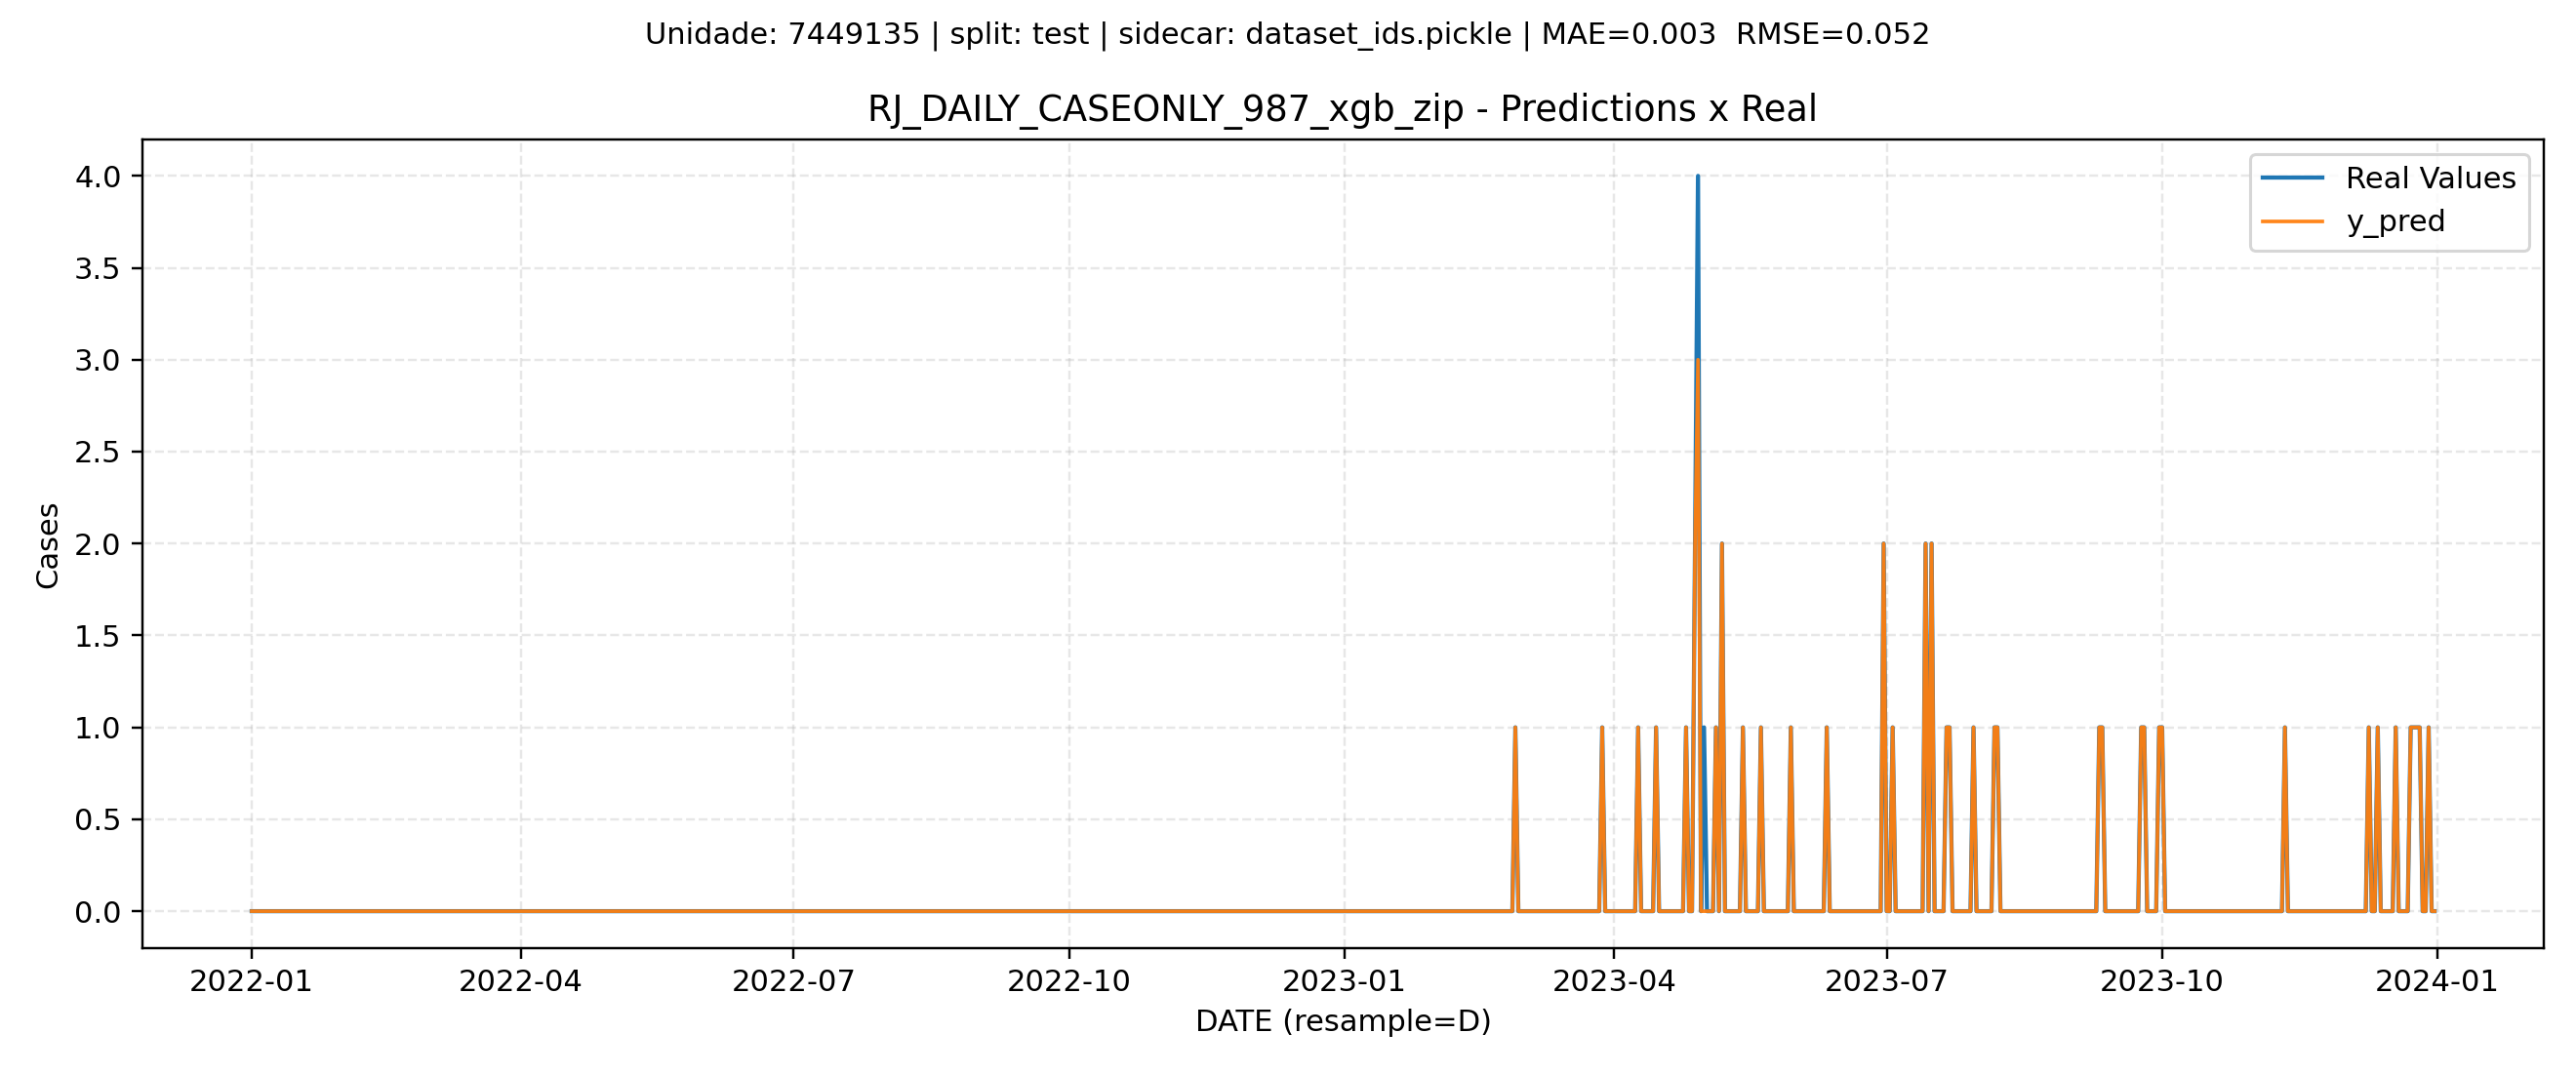 Unidade: 7449135 | split: test | sidecar: dataset_ids.pickle | MAE=0.003  RMSE=0.052
RJ_DAILY_CASEONLY_987_xgb_zip - Predictions x Real
Real Values
y_pred
Cases
4.0
3.5
3.0
2.5
2.0
1.5
1.0
0.5
0.0
2022-01 2022-04 2022-07 2022-10 2023-01 2023-04 2023-07 2023-10 2024-01
DATE (resample=D)